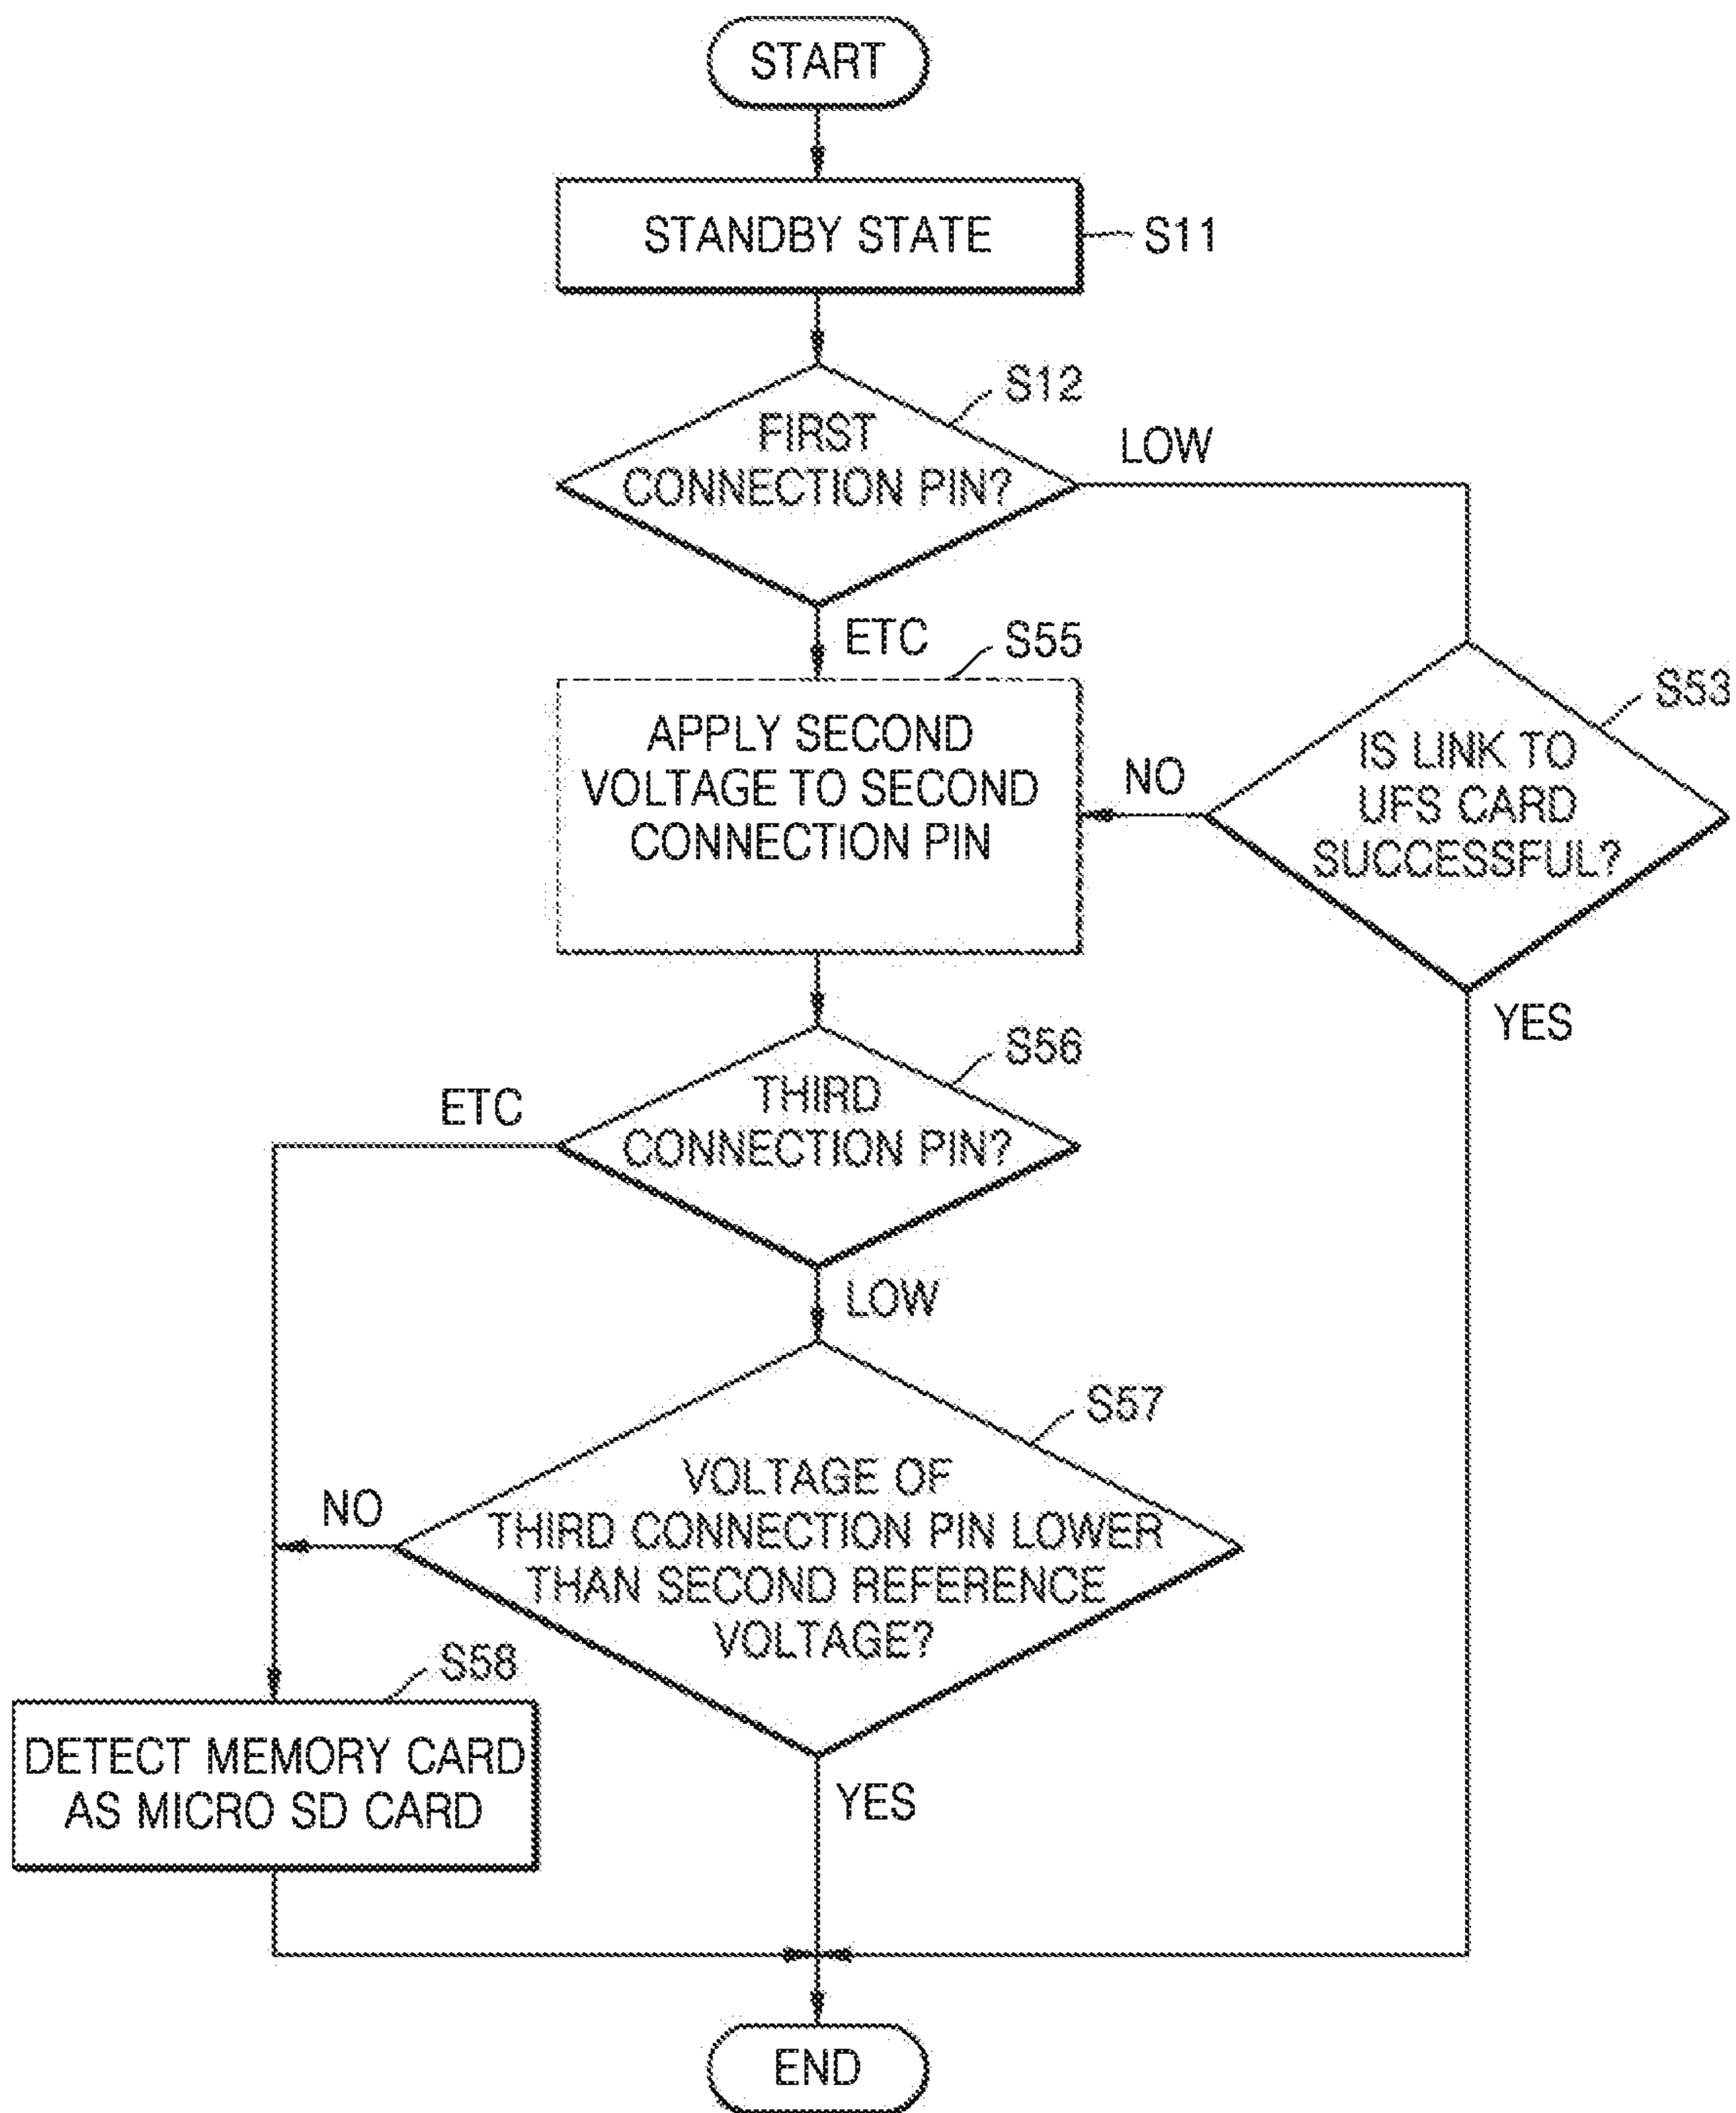 START
STANDBY STATE
S11
S12
FIRST
CONNECTION PIN?
LOW
ETC
S55
APPLY SECOND
VOLTAGE TO SECOND
CONNECTION PIN
NO
S53
IS LINK TO
UFS CARD
SUCCESSFUL?
YES
S56
THIRD
CONNECTION PIN?
ETC
LOW
S57
VOLTAGE OF
THIRD CONNECTION PIN LOWER
THAN SECOND REFERENCE
VOLTAGE?
NO
S58
DETECT MEMORY CARD
AS MICRO SD CARD
YES
END